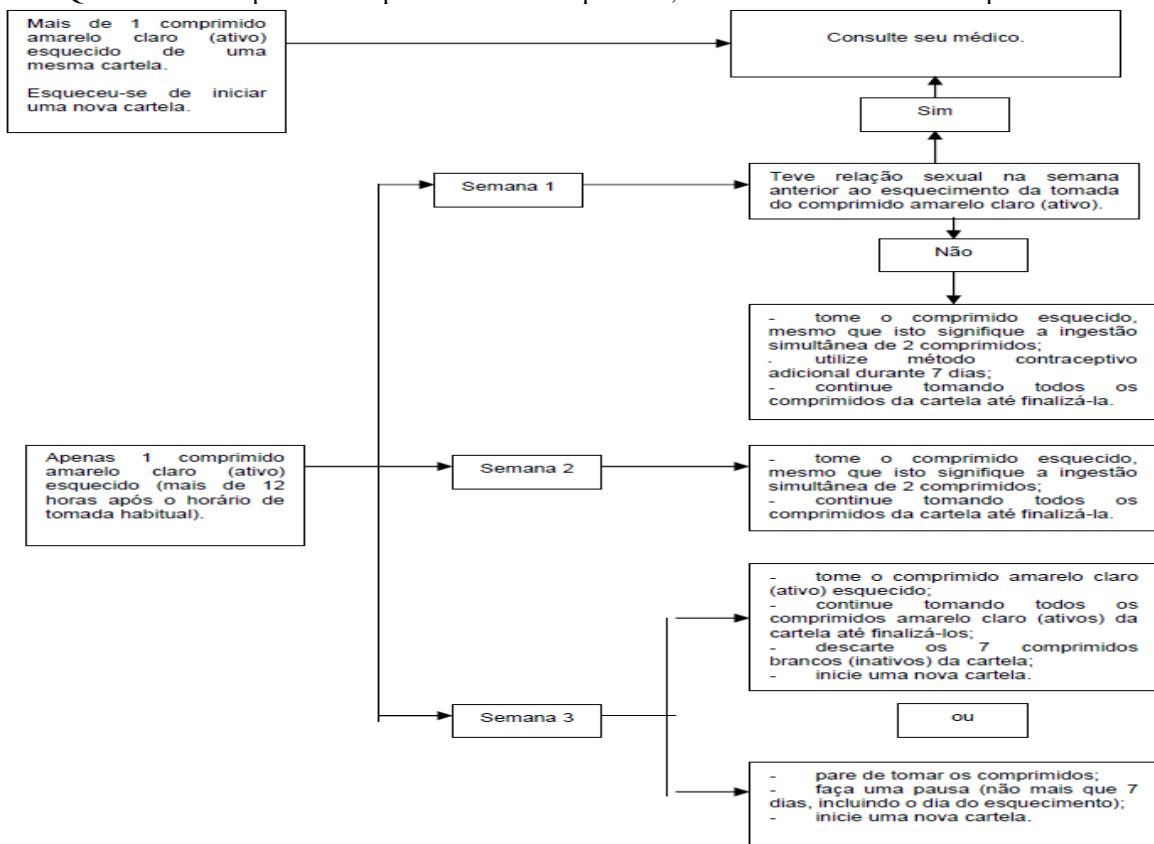 Mais de 1 comprimido
amarelo claro (ativo)
esquecido de uma
mesma cartela.
Esqueceu-se de iniciar
uma nova cartela.
Consulte seu médico.
Sim
Semana 1
Teve relação sexual na semana
anterior ao esquecimento da tomada
do comprimido amarelo claro (ativo).
Não
- tome o comprimido esquecido,
mesmo que isto signifique a ingestão
simultânea de 2 comprimidos;
. utilize método contraceptivo
adicional durante 7 dias;
- continue tomando todos os
comprimidos da cartela até finalizá-la.
Apenas 1 comprimido
amarelo claro (ativo)
esquecido (mais de 12
horas após o horário de
tomada habitual).
Semana 2
- tome o comprimido esquecido,
mesmo que isto signifique a ingestão
simultânea de 2 comprimidos;
- continue tomando todos os
comprimidos da cartela até finalizá-la.
Semana 3
- tome o comprimido amarelo claro
(ativo) esquecido;
- continue tomando todos os
comprimidos amarelo claro (ativos) da
cartela até finalizá-los;
- descarte os 7 comprimidos
brancos (inativos) da cartela;
- inicie uma nova cartela.
ou
- pare de tomar os comprimidos;
- faça uma pausa (não mais que 7
dias, incluindo o dia do esquecimento);
- inicie uma nova cartela.